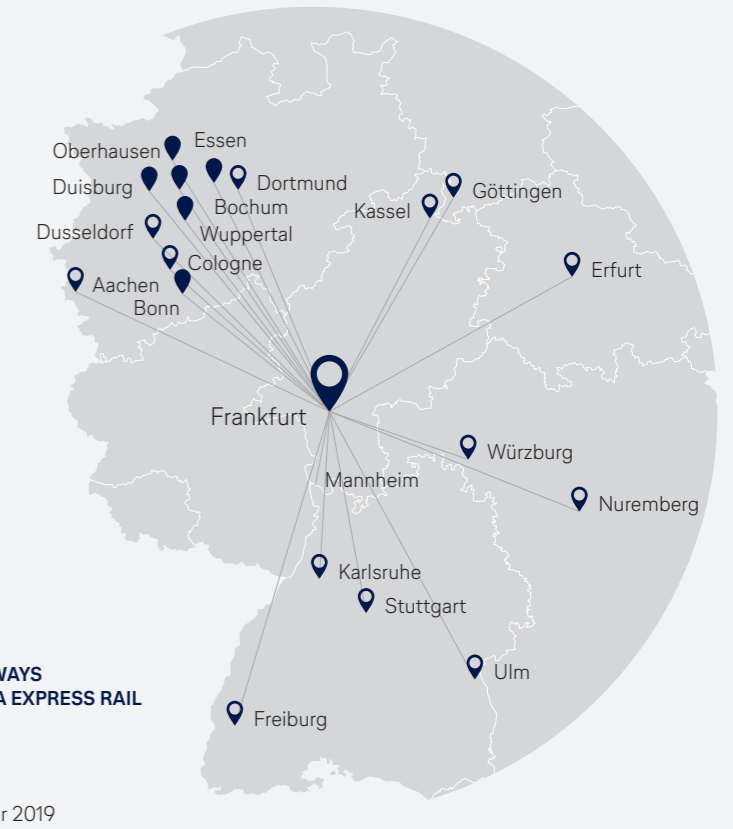 Essen
Oberhausen
Duisburg
Dortmund
Göttingen
Kassel
Bochum
Dusseldorf
Wuppertal
Cologne
Erfurt
Aachen
Bonn
Frankfurt
Würzburg
Mannheim
Nuremberg
Karlsruhe
Stuttgart
Ulm
EXPRESS RAIL
Freiburg
2019